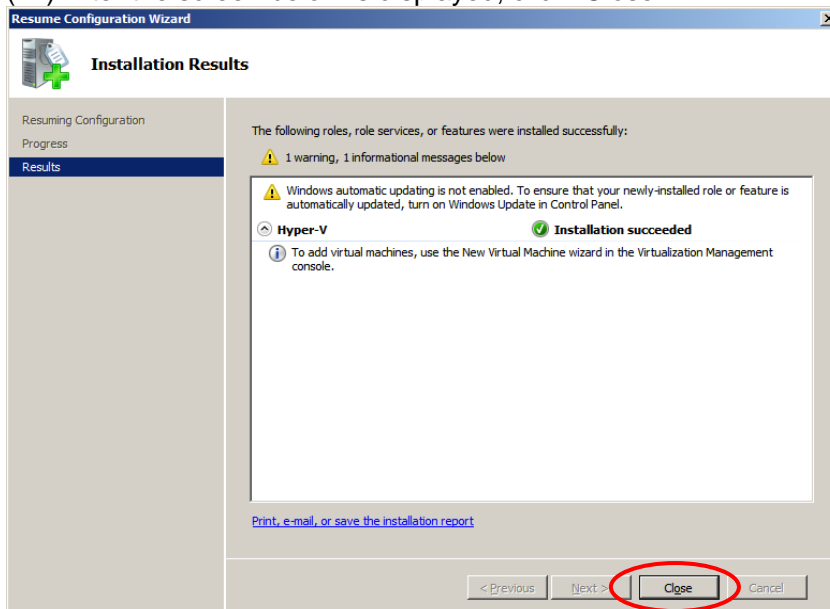 Resume Configuration Wizard
Installation Results
Resuming Configuration
Progress
Results
The following roles, role services, or features were installed successfully:
1 warning, 1 informational messages below
Windows automatic updating is not enabled. To ensure that your newly-installed role or feature is
automatically updated, turn on Windows Update in Control Panel.
Hyper-V Installation succeeded
To add virtual machines, use the New Virtual Machine wizard in the Virtualization Management
console.
Print, e-mail, or save the installation report
< Previous Next > Close Cancel